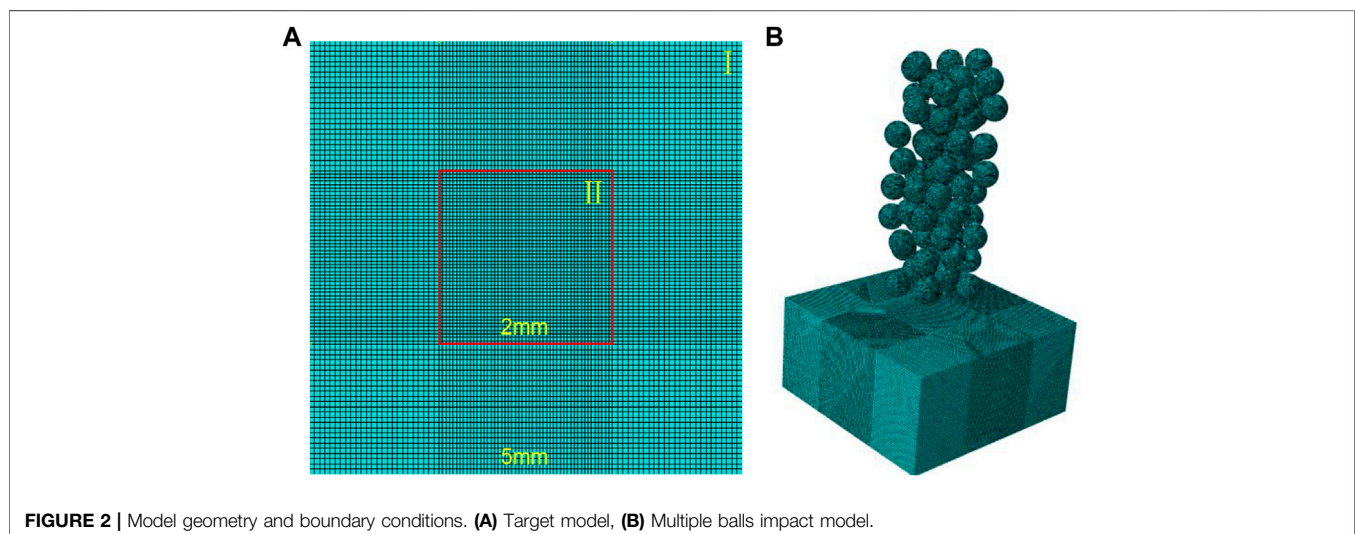 A
B
I
II
2mm
5mm
FIGURE 2 | Model geometry and boundary conditions. (A) Target model, (B) Multiple balls impact model.